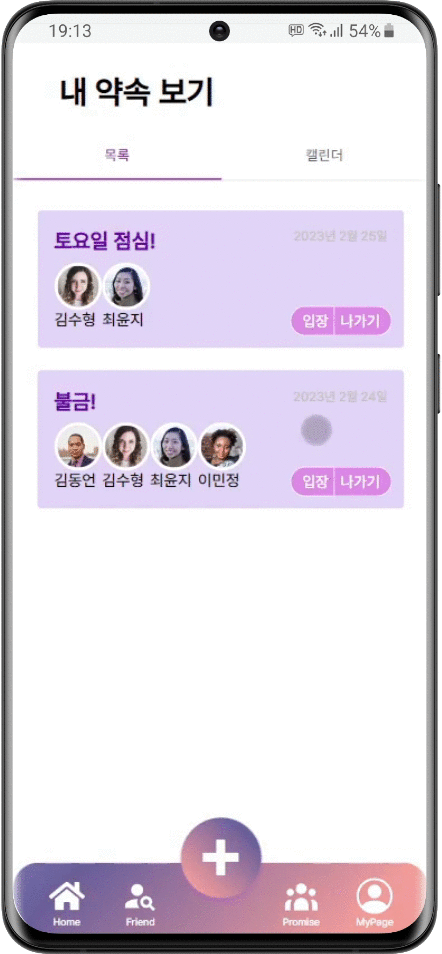 19:13 HD 54%
내 약속 보기
목록 캘린더
토요일 점심! 2023년 2월 25일
김수형 최윤지
입장 나가기
불금! 2023년 2월 24일
김동언 김수형 최윤지 이민정
입장 나가기
Home Friend Promise MyPage